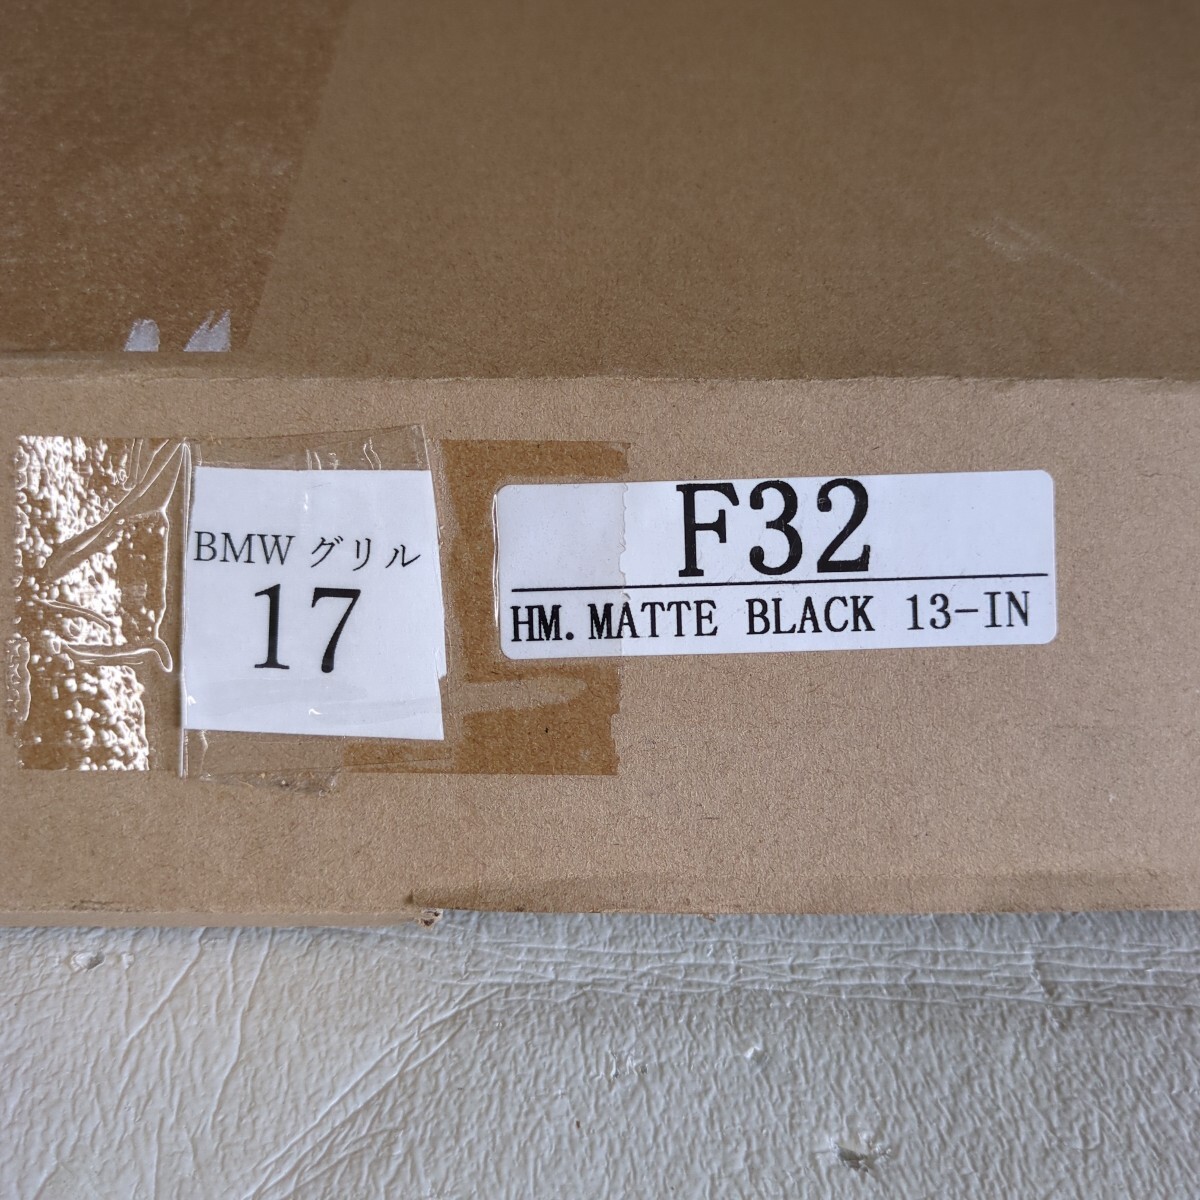 BMW グリル
17
F32
HM. MATTE BLACK 13-IN